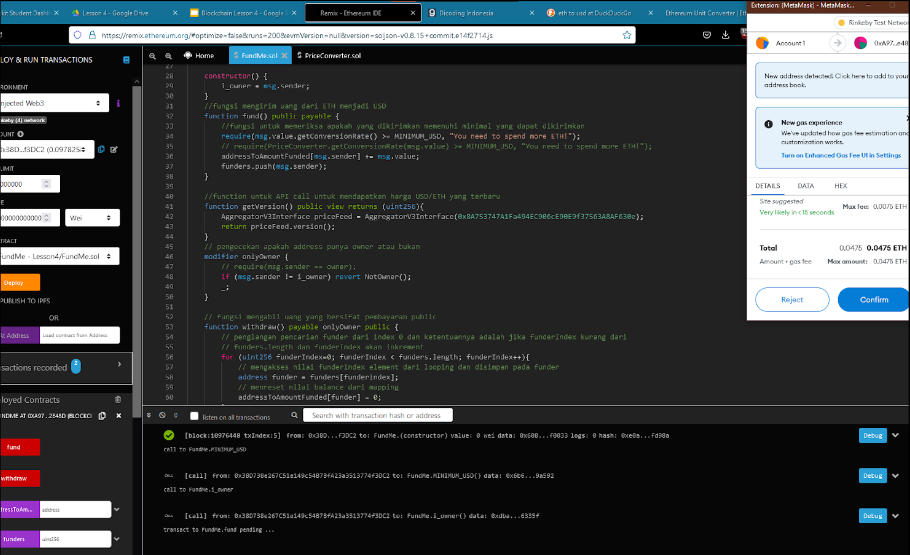 ict Student Dashb
Lesson 4 - Google Drive
Blockchain Lesson 4 - Google
Remix - Ethereum IDE
Dicoding Indonesia
eth to usd at DuckDuckGo
Ethereum Unit Converter | Et
https://remix.ethereum.org/#optimize=false&runs=200&evmVersion=null&version=soljson-v0.8.15+commit.e14f2714.js
LOY & RUN TRANSACTIONS
RONMENT
njected Web3
keby (4) network
OUNT
x38D...f3DC2 (0.097825
LIMIT
000000
E
00000000000
Wei
TRACT
FundMe - Lesson4/FundMe.sol
Deploy
PUBLISH TO IPFS
OR
At Address
Load contract from Address
nsactions recorded 2
loyed Contracts
NDME AT 0XA97...2E48D (BLOCKCI
fund
withdraw
dressToAm...
address
funders
uint256
Home
FundMe.sol
PriceConverter.sol
27
28 constructor() {
29 i_owner = msg.sender;
30 }
31 //fungsi mengirim uang dari ETH menjadi USD
32 function fund() public payable {
33 //fungsi untuk memeriksa apakah yang dikirimkan memenuhi minimal yang dapat dikirimkan
34 require(msg.value.getConversionRate() >= MINIMUM_USD, "You need to spend more ETH!");
35 // require(PriceConverter.getConversionRate(msg.value) >= MINIMUM_USD, "You need to spend more ETH!");
36 addressToAmountFunded[msg.sender] += msg.value;
37 funders.push(msg.sender);
38 }
39
40 //function untuk API call untuk mendapatkan harga USD/ETH yang terbaru
41 function getVersion() public view returns (uint256){
42 AggregatorV3Interface priceFeed = AggregatorV3Interface(0x8A753747A1Fa494EC906cE90E9f37563A8AF630e);
43 return priceFeed.version();
44 }
45 // pengecekan apakah address punya owner atau bukan
46 modifier onlyOwner {
47 // require(msg.sender == owner);
48 if (msg.sender != i_owner) revert NotOwner();
49 _;
50 }
51
52 // fungsi mengabil uang yang bersifat pembayaran public
53 function withdraw() payable onlyOwner public {
54 // penglangan pencarian funder dari index 0 dan ketentuannya adalah jika funderIndex kurang dari
55 // funders.length dan funderIndex akan inkrement
56 for (uint256 funderIndex=0; funderIndex < funders.length; funderIndex++){
57 // mengakses nilai funderindex element dari looping dan disimpan pada funder
58 address funder = funders[funderIndex];
59 // menreset nilai balance dari mapping
60 addressToAmountFunded[funder] = 0;
listen on all transactions
Search with transaction hash or address
[block:10976448 txIndex:5] from: 0x38D...f3DC2 to: FundMe.(constructor) value: 0 wei data: 0x608...f0033 logs: 0 hash: 0xe0a...fd98a
Debug
call to FundMe.MINIMUM_USD
CALL [call] from: 0x38D738e267C51e149c54878fA23a3513774f3DC2 to: FundMe.MINIMUM_USD() data: 0x6b6...9a592
Debug
call to FundMe.i_owner
CALL [call] from: 0x38D738e267C51e149c54878fA23a3513774f3DC2 to: FundMe.i_owner() data: 0xdba...6335f
Debug
transact to FundMe.fund pending ...
Extension: (MetaMask) - MetaMas...
Rinkeby Test Network
Account 1
0xA97...e48
New address detected! Click here to add to your
address book.
New gas experience
We've updated how gas fee estimation and
customization works.
Turn on Enhanced Gas Fee UI in Settings
DETAILS
DATA
HEX
Site suggested
Very likely in < 15 seconds
Max fee: 0.0075 ETH
Total
0.0475 0.0475 ETH
Amount + gas fee
Max amount: 0.0475 ETH
Reject
Confirm